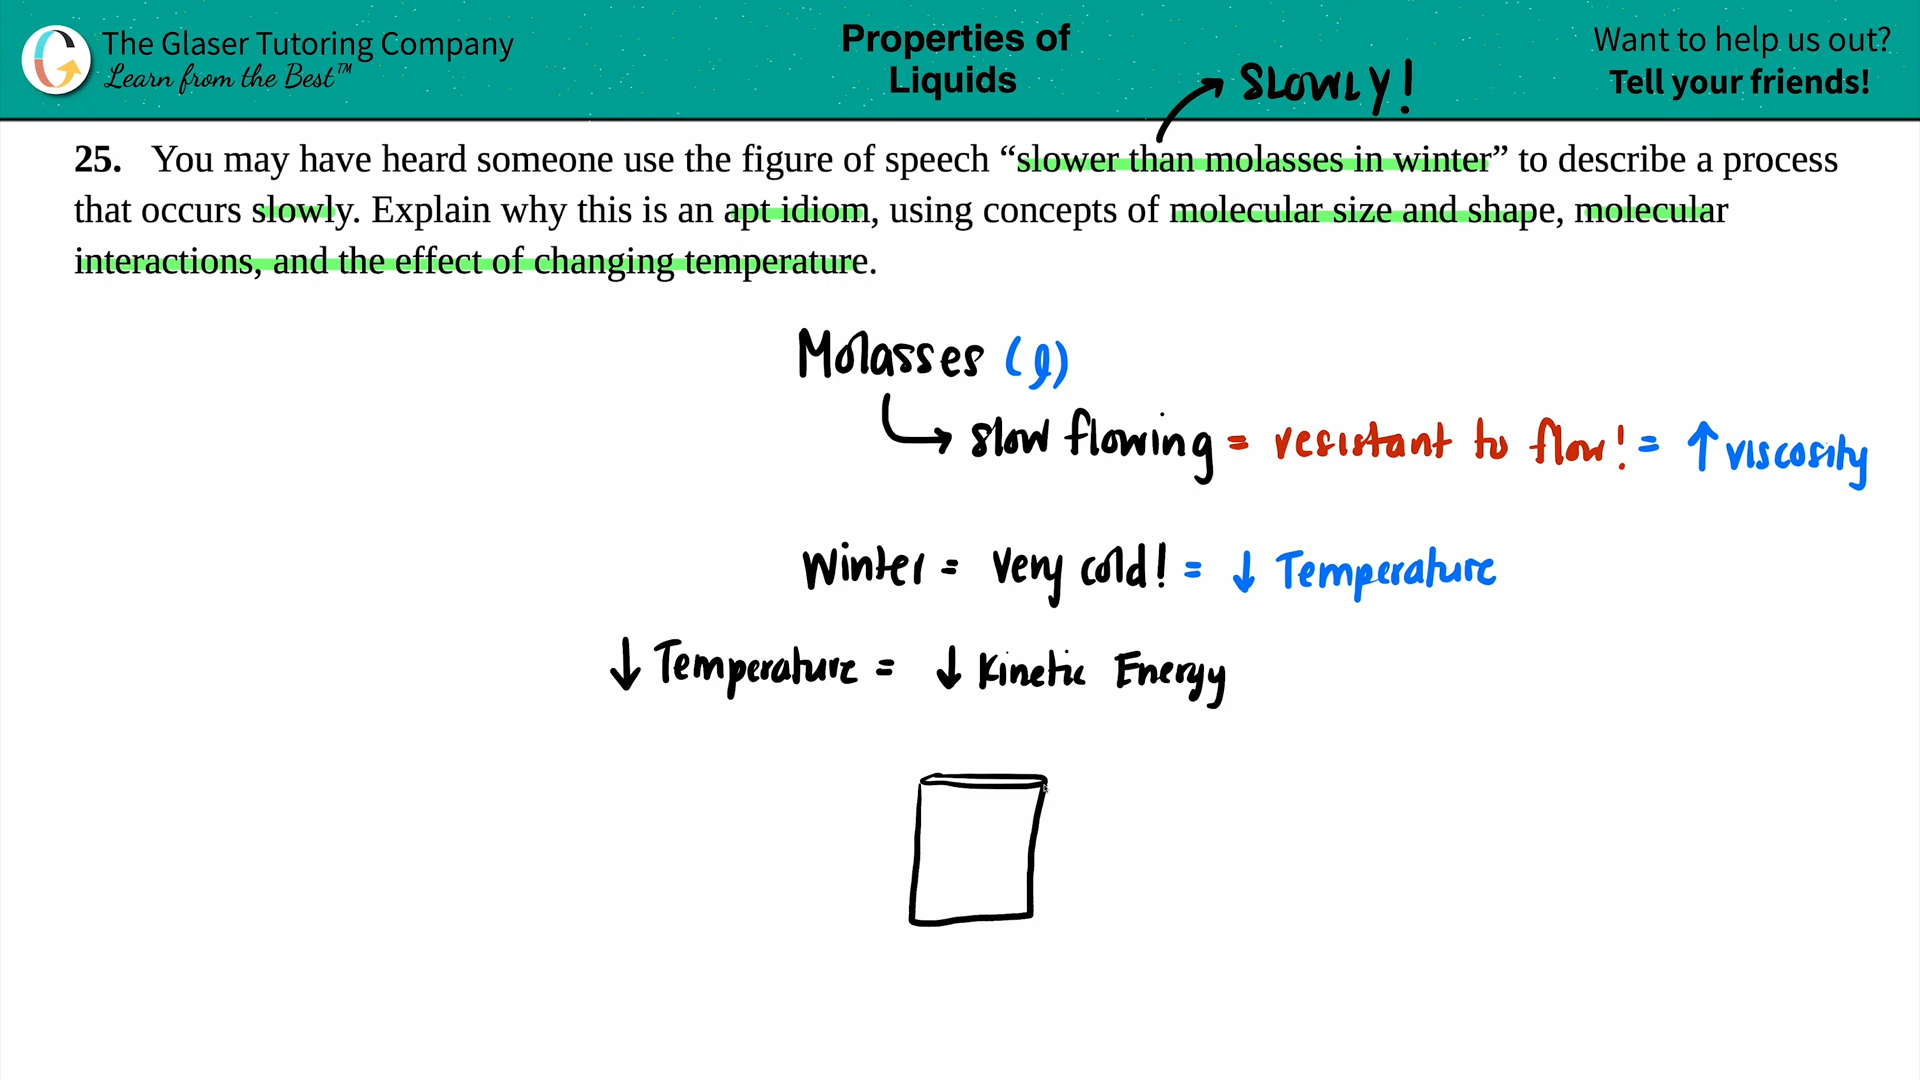 The Glaser Tutoring Company
Learn from the Best™
Properties of
Liquids
Want to help us out?
Tell your friends!
SLOWLY!
25. You may have heard someone use the figure of speech “slower than molasses in winter” to describe a process
that occurs slowly. Explain why this is an apt idiom, using concepts of molecular size and shape, molecular
interactions, and the effect of changing temperature.
Molasses (l)
↳ slow flowing = resistant to flow! = ↑ viscosity
Winter = very cold! = ↓ Temperature
↓ Temperature = ↓ Kinetic Energy